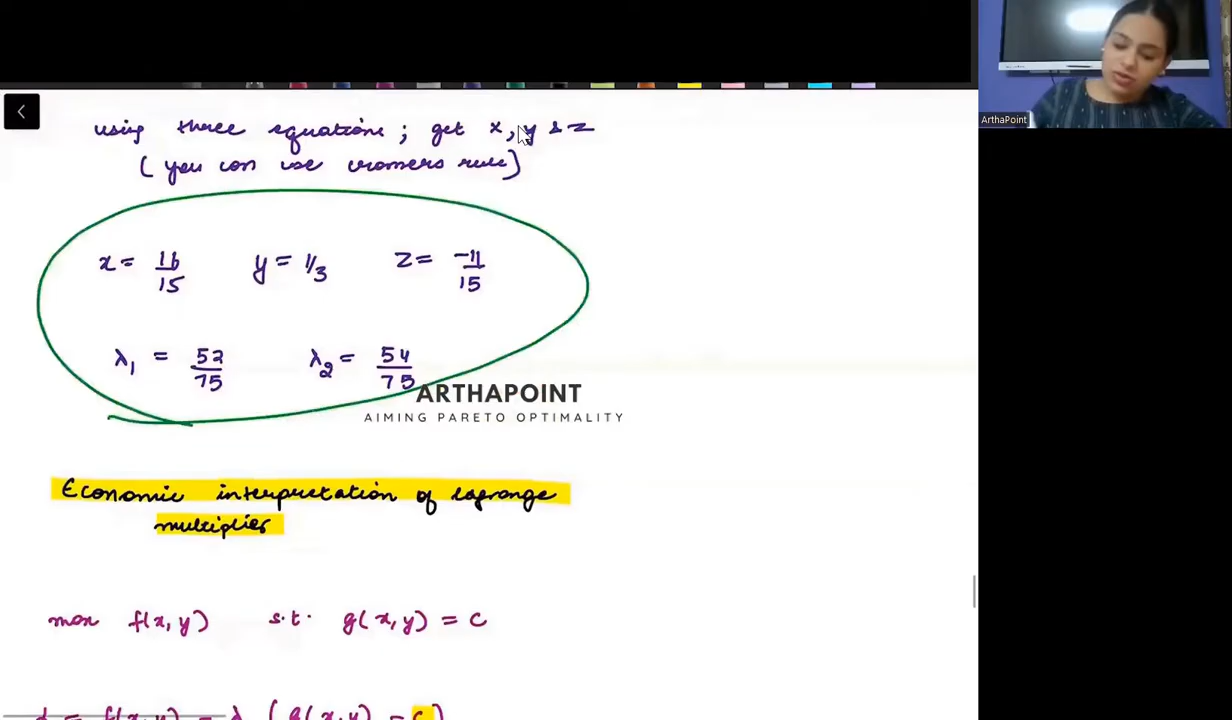 ArthaPoint
using three equations; get x, y & z
(you can use cramers rule)
x = 16/15 y = 1/3 z = -11/15
λ₁ = 52/75 λ₂ = 54/75
ARTHAPOINT
AIMING PARETO OPTIMALITY
Economic interpretation of lagrange
multiplier
max f(x, y) s.t. g(x, y) = c